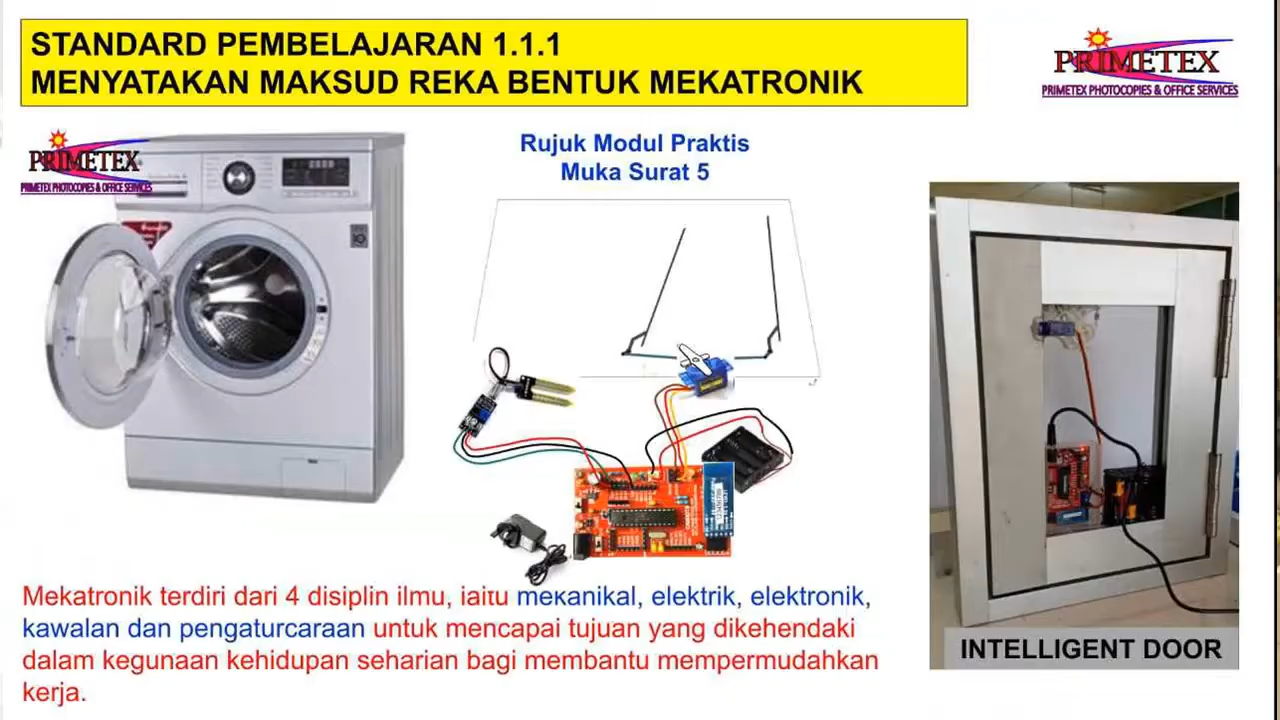 STANDARD PEMBELAJARAN 1.1.1
MENYATAKAN MAKSUD REKA BENTUK MEKATRONIK
PRIMETEX
PRIMETEX PHOTOCOPIES & OFFICE SERVICES
PRIMETEX
PRIMETEX PHOTOCOPIES & OFFICE SERVICES
Rujuk Modul Praktis
Muka Surat 5
Mekatronik terdiri dari 4 disiplin ilmu, iaitu mekanikal, elektrik, elektronik,
kawalan dan pengaturcaraan untuk mencapai tujuan yang dikehendaki
dalam kegunaan kehidupan seharian bagi membantu mempermudahkan
kerja.
INTELLIGENT DOOR